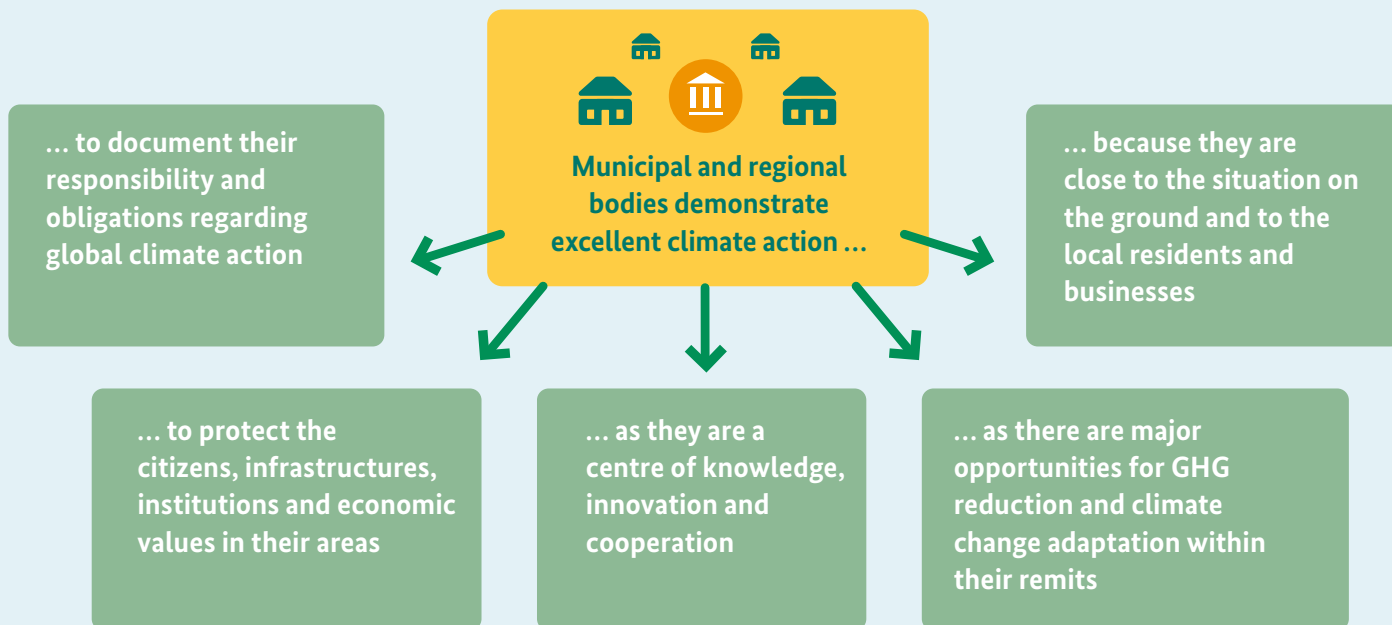 Municipal and regional
bodies demonstrate
excellent climate action ...
... to document their
responsibility and
obligations regarding
global climate action
... because they are
close to the situation on
the ground and to the
local residents and
businesses
... to protect the
citizens, infrastructures,
institutions and economic
values in their areas
... as they are a
centre of knowledge,
innovation and
cooperation
... as there are major
opportunities for GHG
reduction and climate
change adaptation within
their remits